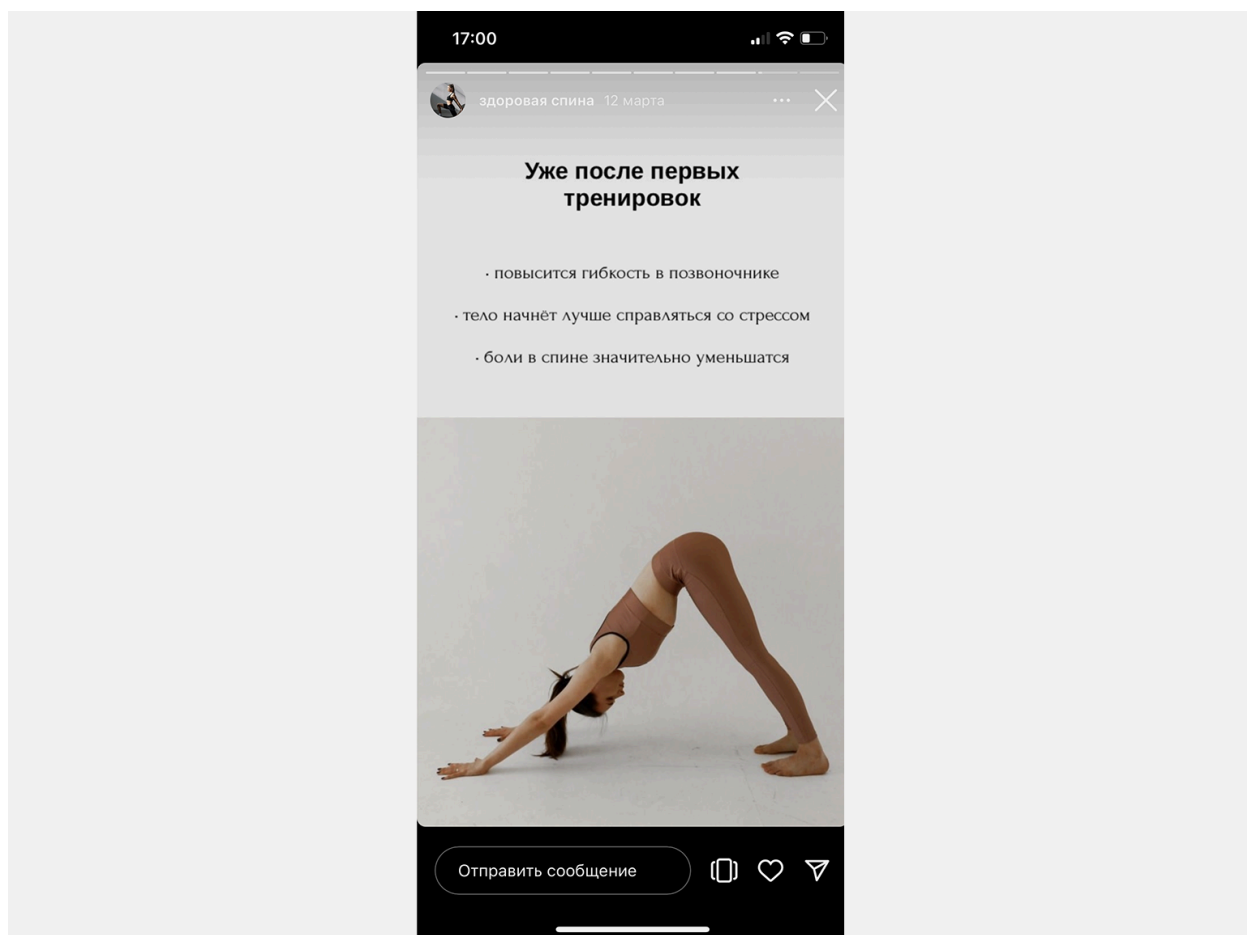 17:00
здоровая спина 12 марта
Уже после первых
тренировок
· повысится гибкость в позвоночнике
· тело начнёт лучше справляться со стрессом
· боли в спине значительно уменьшатся
Отправить сообщение